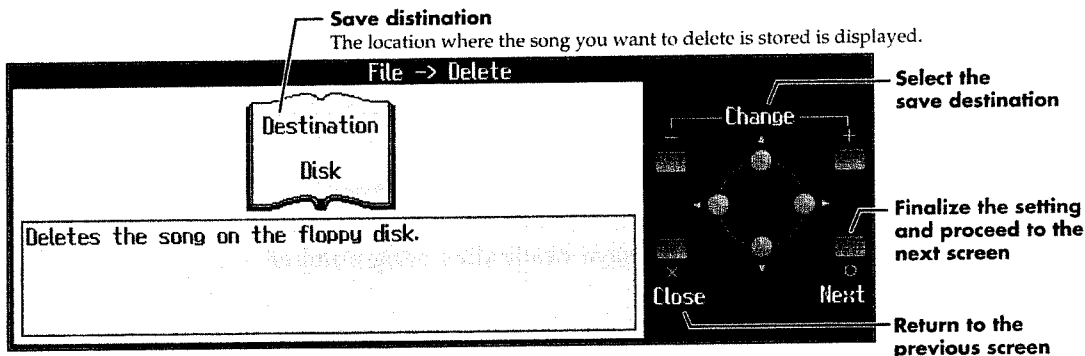 Save distination
The location where the song you want to delete is stored is displayed.
File -> Delete
Destination
Disk
Deletes the song on the floppy disk.
Change
- +
× ○
Close Next
Select the
save destination
Finalize the setting
and proceed to the
next screen
Return to the
previous screen